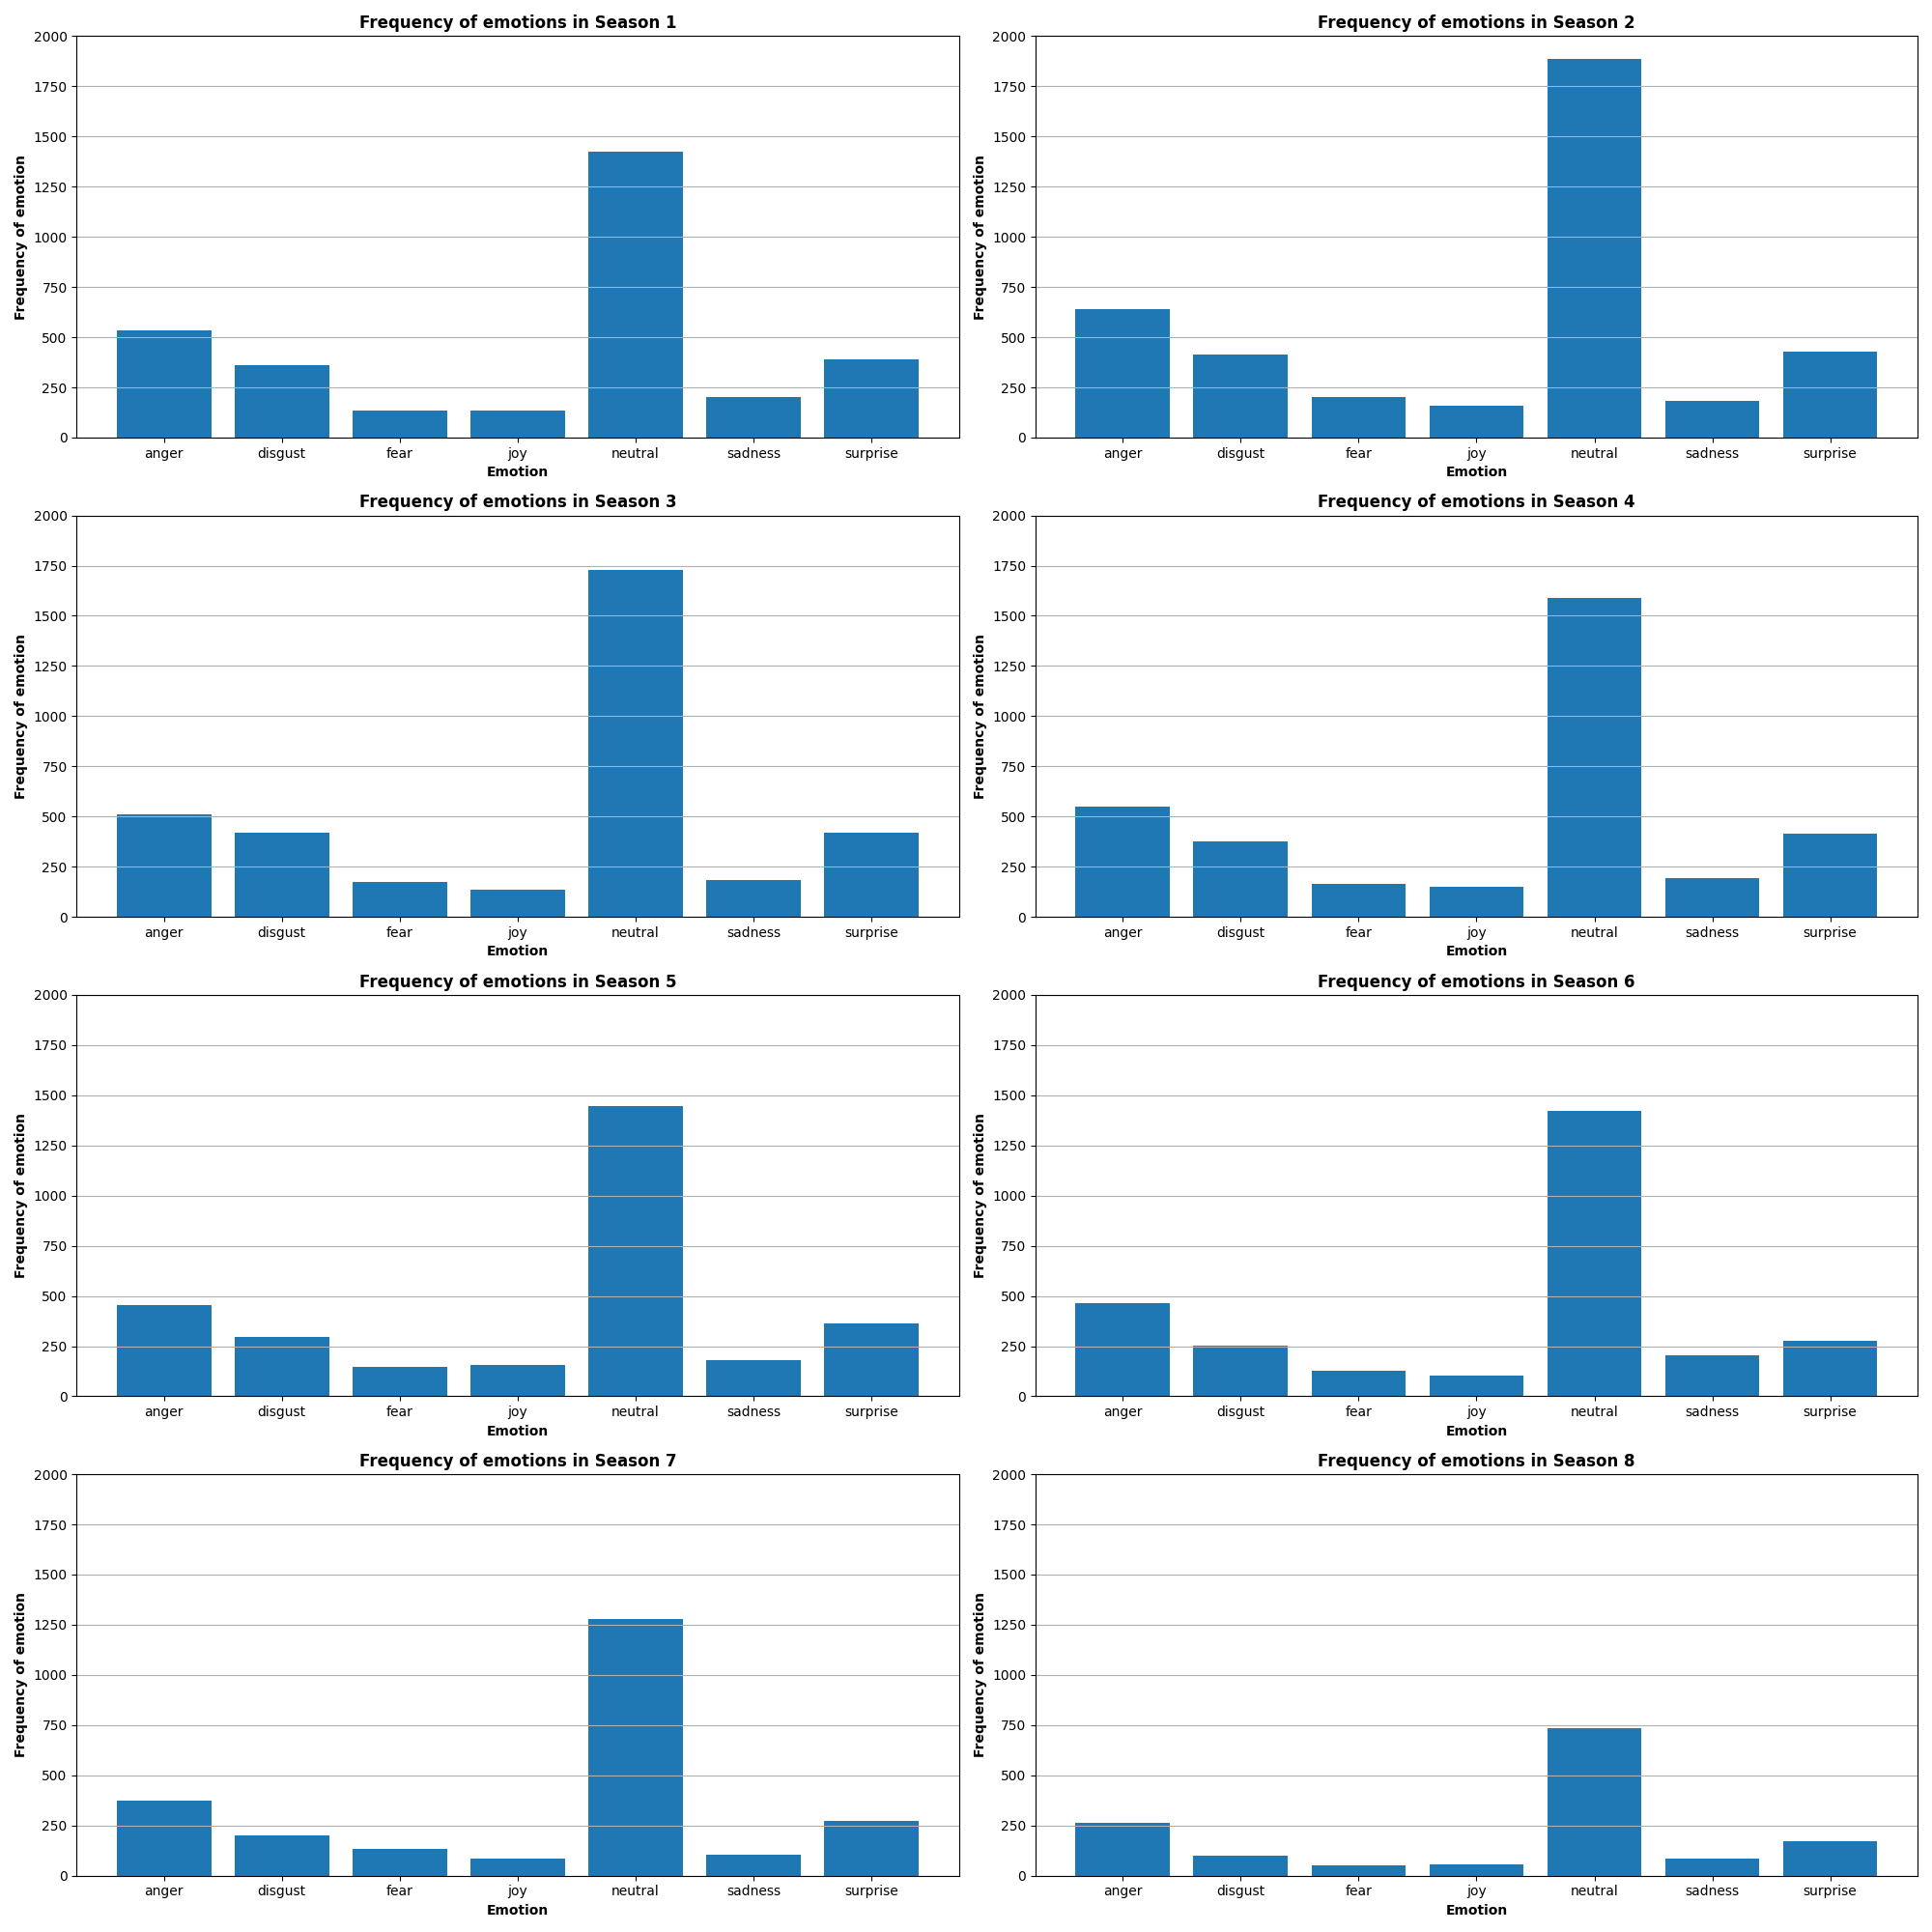 Frequency of emotions in Season 1
Frequency of emotion
2000
1750
1500
1250
1000
750
500
250
0
anger disgust fear joy neutral sadness surprise
Emotion
Frequency of emotions in Season 2
Frequency of emotion
2000
1750
1500
1250
1000
750
500
250
0
anger disgust fear joy neutral sadness surprise
Emotion
Frequency of emotions in Season 3
Frequency of emotion
2000
1750
1500
1250
1000
750
500
250
0
anger disgust fear joy neutral sadness surprise
Emotion
Frequency of emotions in Season 4
Frequency of emotion
2000
1750
1500
1250
1000
750
500
250
0
anger disgust fear joy neutral sadness surprise
Emotion
Frequency of emotions in Season 5
Frequency of emotion
2000
1750
1500
1250
1000
750
500
250
0
anger disgust fear joy neutral sadness surprise
Emotion
Frequency of emotions in Season 6
Frequency of emotion
2000
1750
1500
1250
1000
750
500
250
0
anger disgust fear joy neutral sadness surprise
Emotion
Frequency of emotions in Season 7
Frequency of emotion
2000
1750
1500
1250
1000
750
500
250
0
anger disgust fear joy neutral sadness surprise
Emotion
Frequency of emotions in Season 8
Frequency of emotion
2000
1750
1500
1250
1000
750
500
250
0
anger disgust fear joy neutral sadness surprise
Emotion